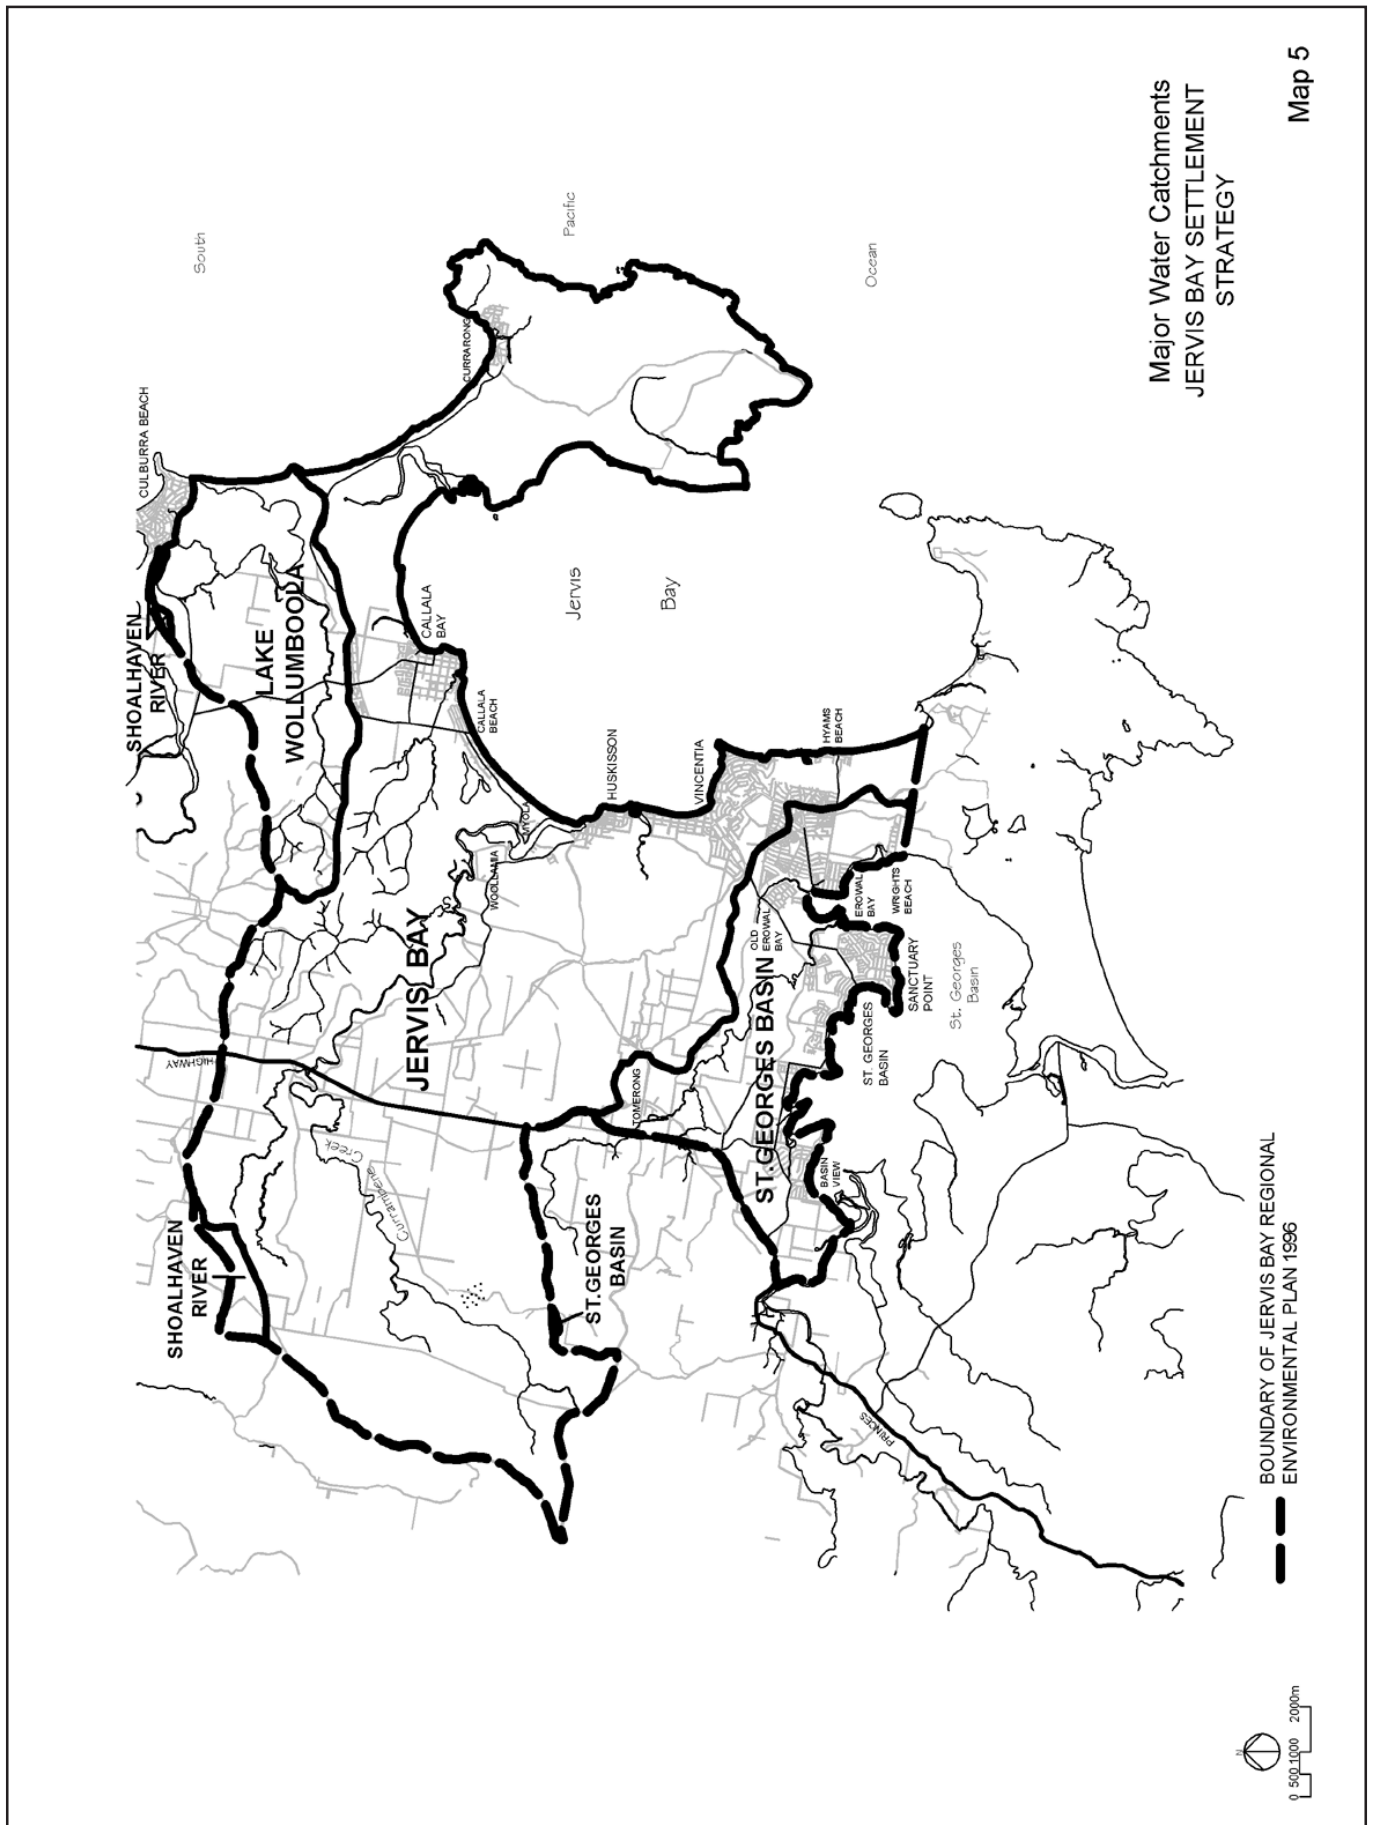 Map 5
Major Water Catchments
JERVIS BAY SETTLEMENT
STRATEGY
South
Pacific
Ocean
CULBURRA BEACH
CURRARONG
SHOALHAVEN
RIVER
LAKE
WOLLUMBOOLA
CALLALA
BAY
CALLALA
BEACH
Jervis
Bay
HUSKISSON
VINCENTIA
HYAMS
BEACH
MYOLA
WOOLLAMIA
JERVIS BAY
OLD
EROWAL
BAY
EROWAL
BAY
WRIGHTS
BEACH
SANCTUARY
POINT
St. Georges
Basin
ST. GEORGES
BASIN
ST.GEORGES BASIN
TOMERONG
BASIN
VIEW
HIGHWAY
Currambene Creek
SHOALHAVEN
RIVER
ST.GEORGES
BASIN
PRINCES
BOUNDARY OF JERVIS BAY REGIONAL
ENVIRONMENTAL PLAN 1996
N
0 500 1000 2000m